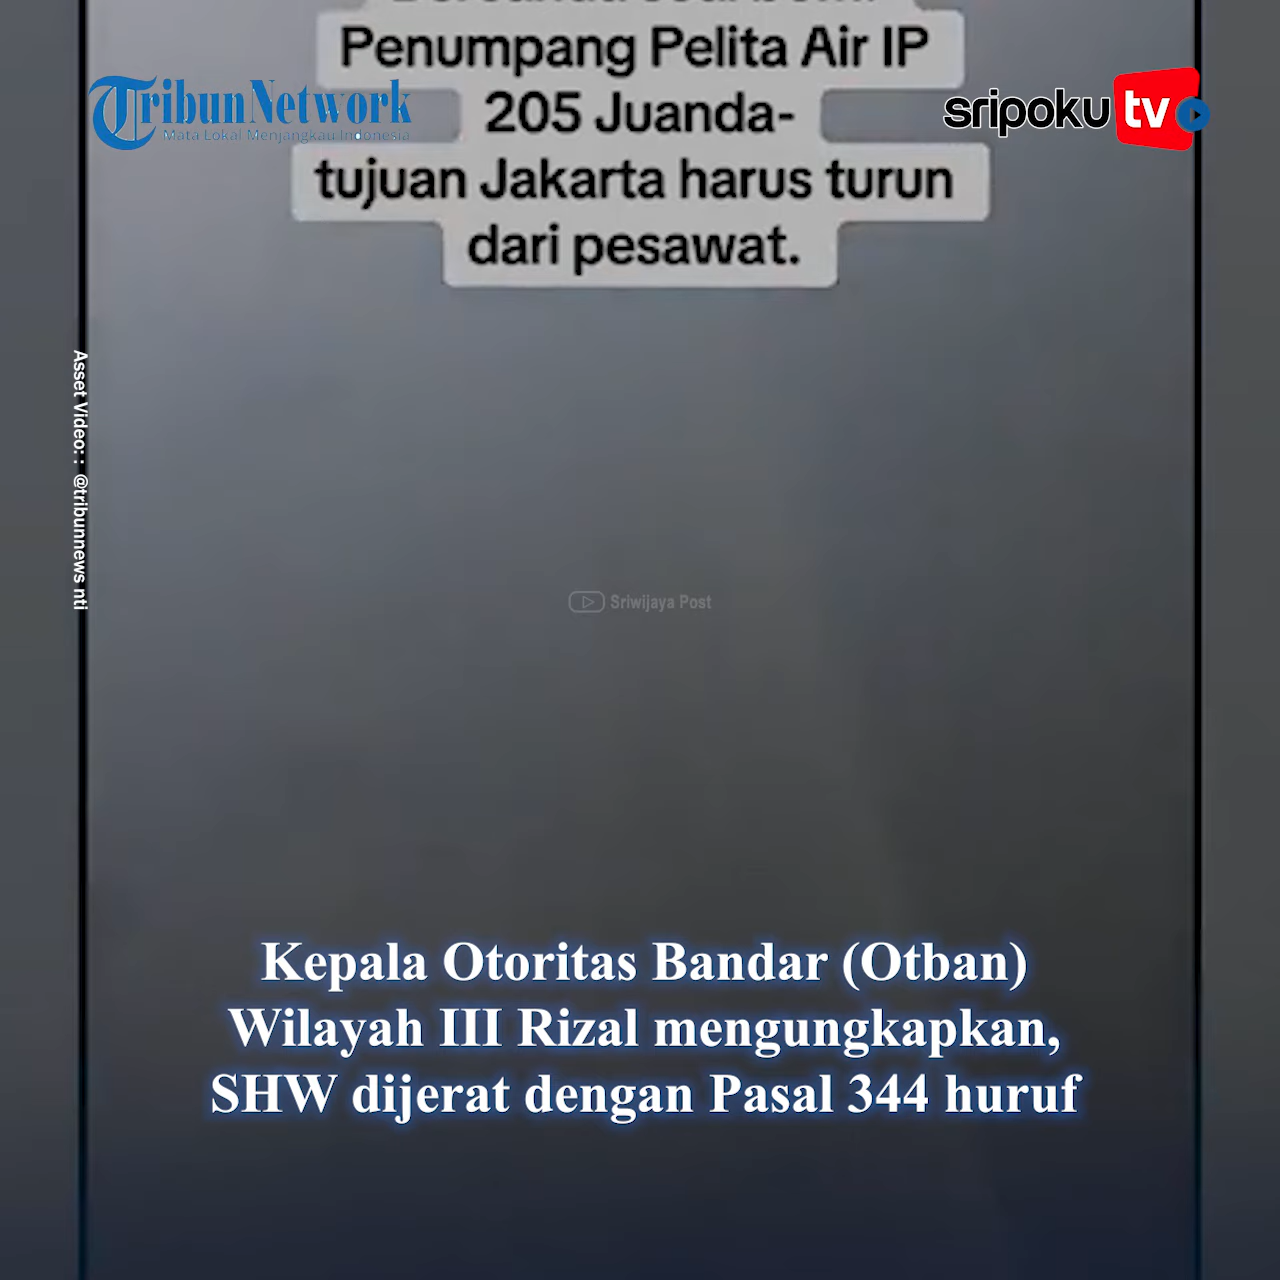 Penumpang Pelita Air IP
205 Juanda-
tujuan Jakarta harus turun
dari pesawat.
TribunNetwork
Mata Lokal Menjangkau Indonesia
sripoku tv
Asset Video: : @tribunnews nti
Sriwijaya Post
Kepala Otoritas Bandar (Otban)
Wilayah III Rizal mengungkapkan,
SHW dijerat dengan Pasal 344 huruf